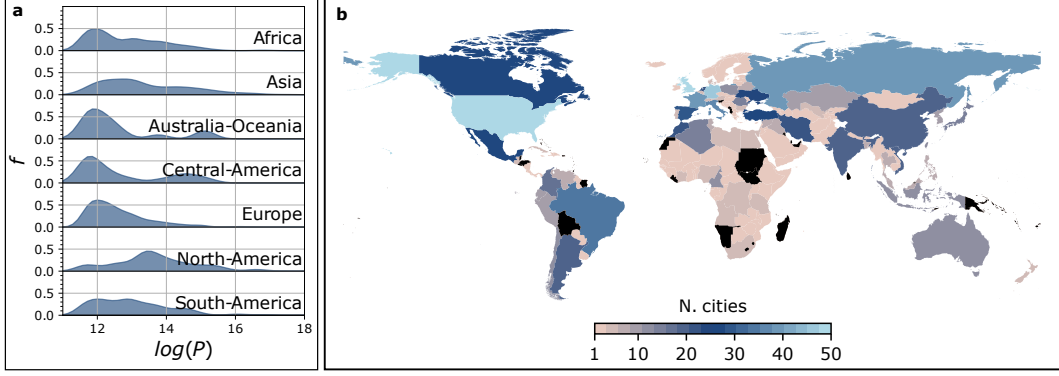 a
f
0.5
0.0
Africa
0.5
0.0
Asia
0.5
0.0
Australia-Oceania
0.5
0.0
Central-America
0.5
0.0
Europe
0.5
0.0
North-America
0.5
0.0
South-America
12 14 16 18
log(P)
b
N. cities
1 10 20 30 40 50